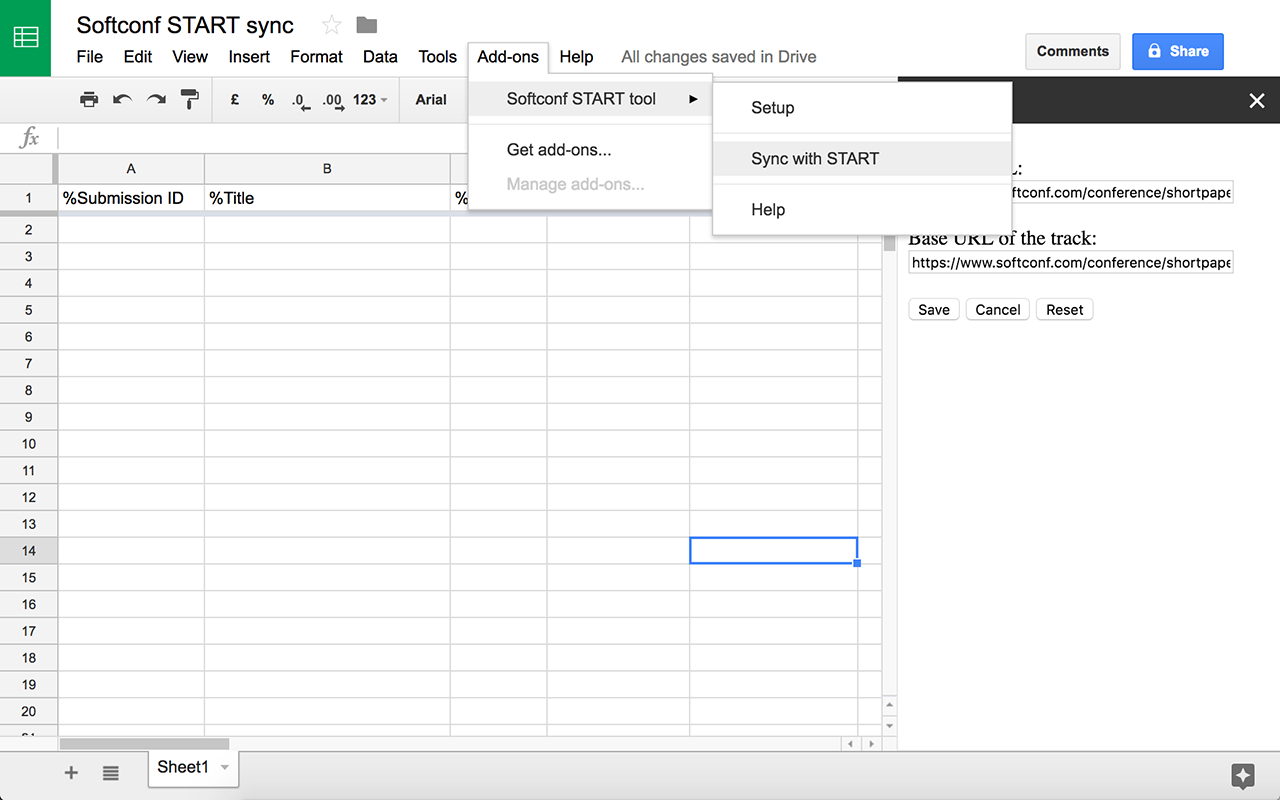 Softconf START sync
File Edit View Insert Format Data Tools Add-ons Help All changes saved in Drive
Comments
Share
£ % .0 .00 123 Arial
Softconf START tool
Get add-ons...
Manage add-ons...
Setup
Sync with START
Help
fx
A B
1 %Submission ID %Title %
2
3
4
5
6
7
8
9
10
11
12
13
14
15
16
17
18
19
20
L:
ftconf.com/conference/shortpape
Base URL of the track:
https://www.softconf.com/conference/shortpape
Save Cancel Reset
Sheet1